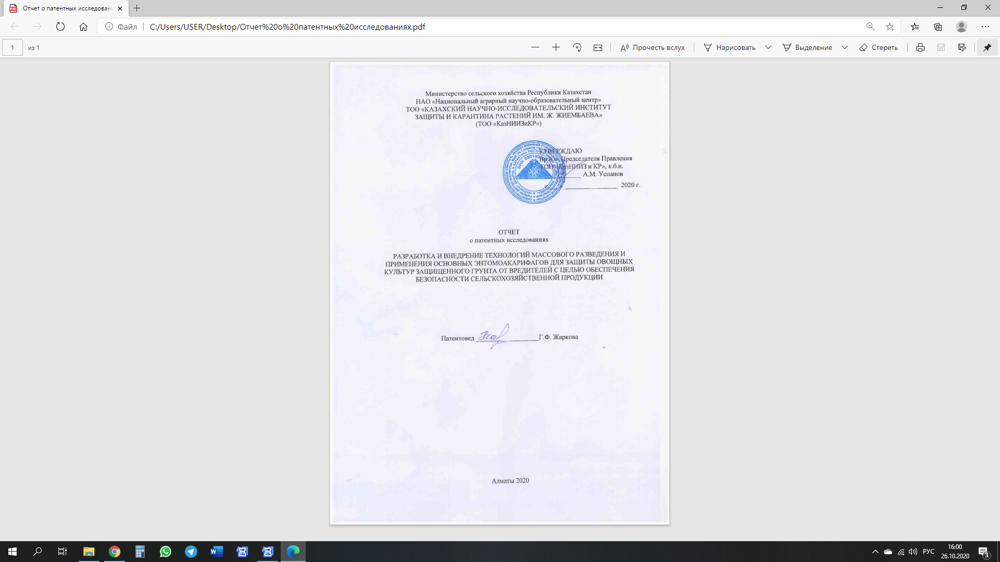 Отчет о патентных исследован
Файл
C:/Users/USER/Desktop/Отчет%20о%20патентных%20исследованиях.pdf
1 из 1
Прочесть вслух
Нарисовать
Выделение
Стереть
Министерство сельского хозяйства Республики Казахстан
НАО «Национальный аграрный научно-образовательный центр»
ТОО «КАЗАХСКИЙ НАУЧНО-ИССЛЕДОВАТЕЛЬСКИЙ ИНСТИТУТ
ЗАЩИТЫ И КАРАНТИНА РАСТЕНИЙ ИМ. Ж. ЖИЕМБАЕВА»
(ТОО «КазНИИЗиКР»)
УТВЕРЖДАЮ
Вр.и.о. Председателя Правления
ТОО «КазНИИЗ и КР», к.б.н.
А.М. Успанов
2020 г.
БИН 080140
ОТЧЕТ
о патентных исследованиях
РАЗРАБОТКА И ВНЕДРЕНИЕ ТЕХНОЛОГИЙ МАССОВОГО РАЗВЕДЕНИЯ И
ПРИМЕНЕНИЯ ОСНОВНЫХ ЭНТОМОАКАРИФАГОВ ДЛЯ ЗАЩИТЫ ОВОЩНЫХ
КУЛЬТУР ЗАЩИЩЕННОГО ГРУНТА ОТ ВРЕДИТЕЛЕЙ С ЦЕЛЬЮ ОБЕСПЕЧЕНИЯ
БЕЗОПАСНОСТИ СЕЛЬСКОХОЗЯЙСТВЕННОЙ ПРОДУКЦИИ
Патентовед Г.Ф. Жаркова
Алматы 2020
РУС
16:00
26.10.2020
3